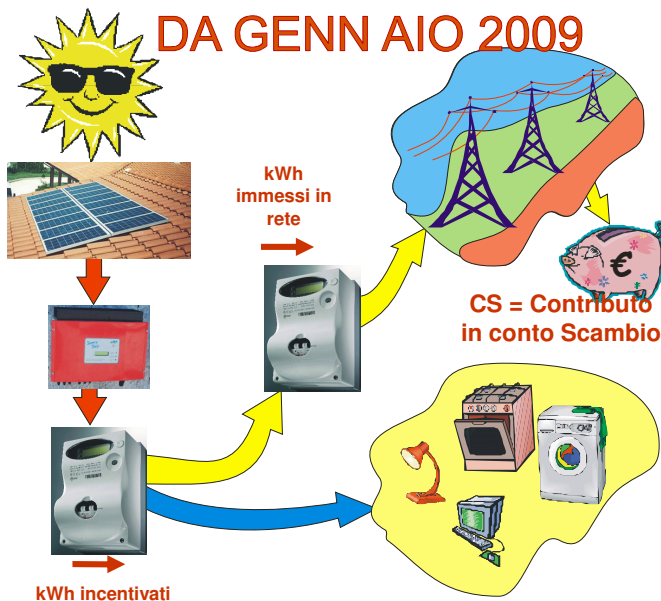 DA GENN AIO 2009
kWh
immessi in
rete
€
CS = Contributo
in conto Scambio
kWh incentivati